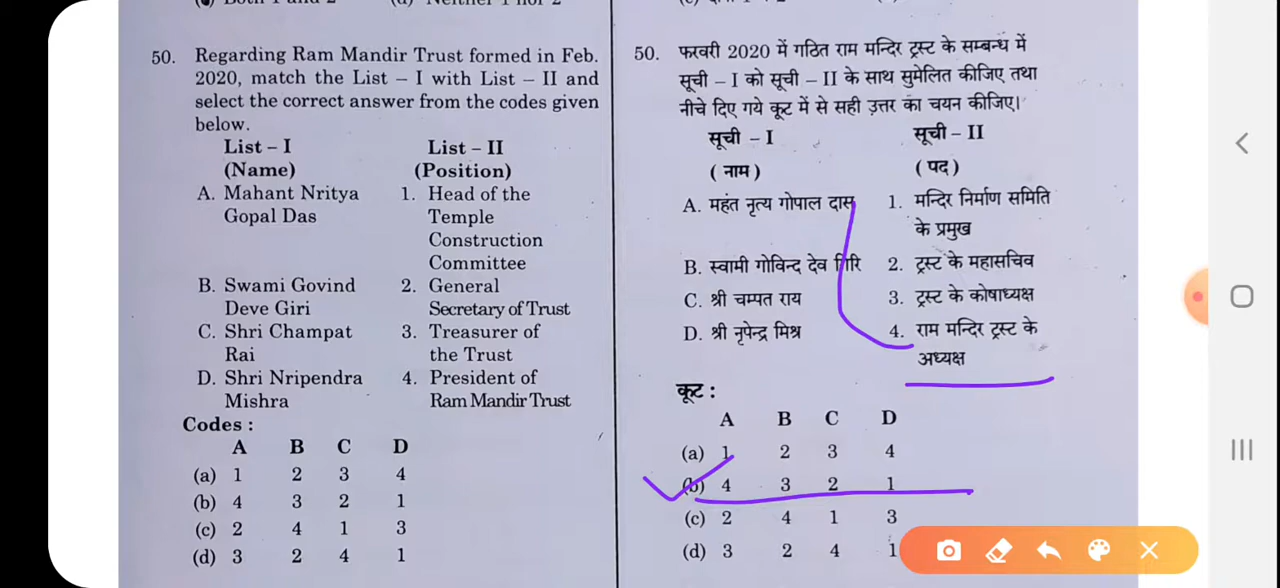 50. Regarding Ram Mandir Trust formed in Feb.
2020, match the List – I with List – II and
select the correct answer from the codes given
below.
List – I List – II
(Name) (Position)
A. Mahant Nritya 1. Head of the
Gopal Das Temple
Construction
Committee
B. Swami Govind 2. General
Deve Giri Secretary of Trust
C. Shri Champat 3. Treasurer of
Rai the Trust
D. Shri Nripendra 4. President of
Mishra Ram Mandir Trust
Codes :
A B C D
(a) 1 2 3 4
(b) 4 3 2 1
(c) 2 4 1 3
(d) 3 2 4 1
50. फरवरी 2020 में गठित राम मन्दिर ट्रस्ट के सम्बन्ध में
सूची – I को सूची – II के साथ सुमेलित कीजिए तथा
नीचे दिए गये कूट में से सही उत्तर का चयन कीजिए।
सूची – I सूची – II
( नाम ) ( पद )
A. महंत नृत्य गोपाल दास 1. मन्दिर निर्माण समिति
के प्रमुख
B. स्वामी गोविन्द देव गिरि 2. ट्रस्ट के महासचिव
C. श्री चम्पत राय 3. ट्रस्ट के कोषाध्यक्ष
D. श्री नृपेन्द्र मिश्र 4. राम मन्दिर ट्रस्ट के
अध्यक्ष
कूट :
A B C D
(a) 1 2 3 4
(b) 4 3 2 1
(c) 2 4 1 3
(d) 3 2 4 1